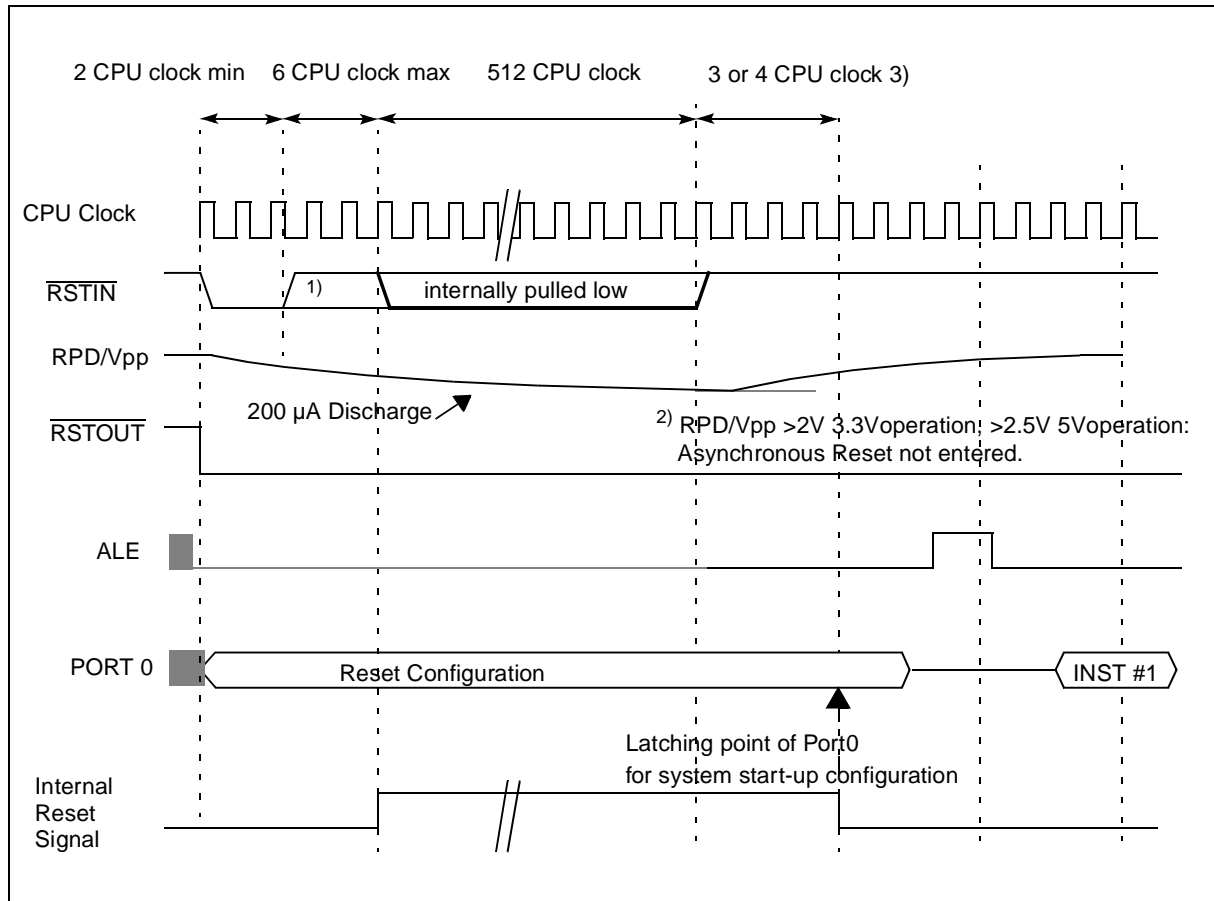 2 CPU clock min 6 CPU clock max 512 CPU clock 3 or 4 CPU clock 3)
CPU Clock
RSTIN 1) internally pulled low
RPD/Vpp
200 µA Discharge
2) RPD/Vpp >2V 3.3Voperation; >2.5V 5Voperation:
Asynchronous Reset not entered.
RSTOUT
ALE
PORT 0 Reset Configuration INST #1
Latching point of Port0
for system start-up configuration
Internal
Reset
Signal